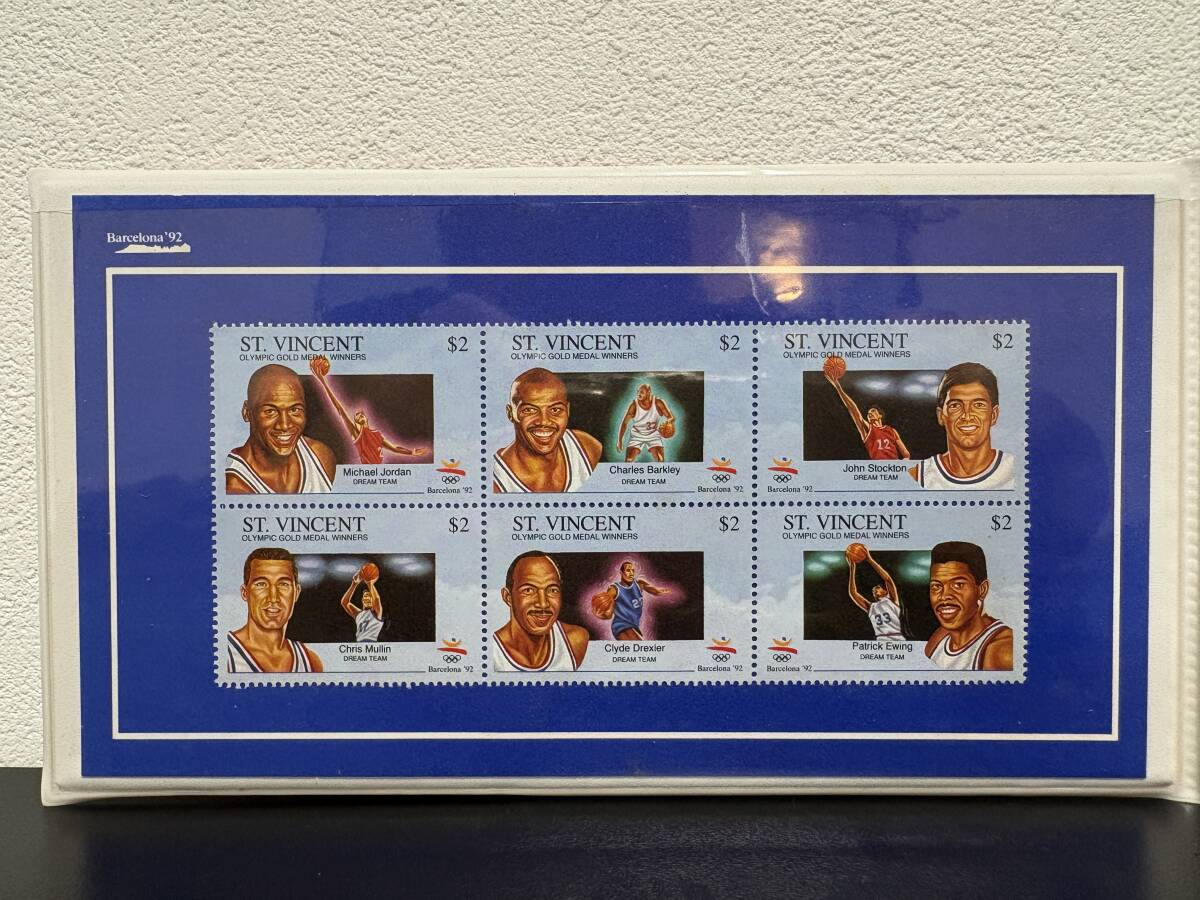 Barcelona '92
ST. VINCENT $2
OLYMPIC GOLD MEDAL WINNERS
Michael Jordan
DREAM TEAM
Barcelona '92
ST. VINCENT $2
OLYMPIC GOLD MEDAL WINNERS
33
Charles Barkley
DREAM TEAM
Barcelona '92
ST. VINCENT $2
OLYMPIC GOLD MEDAL WINNERS
12
John Stockton
DREAM TEAM
Barcelona '92
ST. VINCENT $2
OLYMPIC GOLD MEDAL WINNERS
Chris Mullin
DREAM TEAM
Barcelona '92
ST. VINCENT $2
OLYMPIC GOLD MEDAL WINNERS
Clyde Drexler
DREAM TEAM
Barcelona '92
ST. VINCENT $2
OLYMPIC GOLD MEDAL WINNERS
33
Patrick Ewing
DREAM TEAM
Barcelona '92